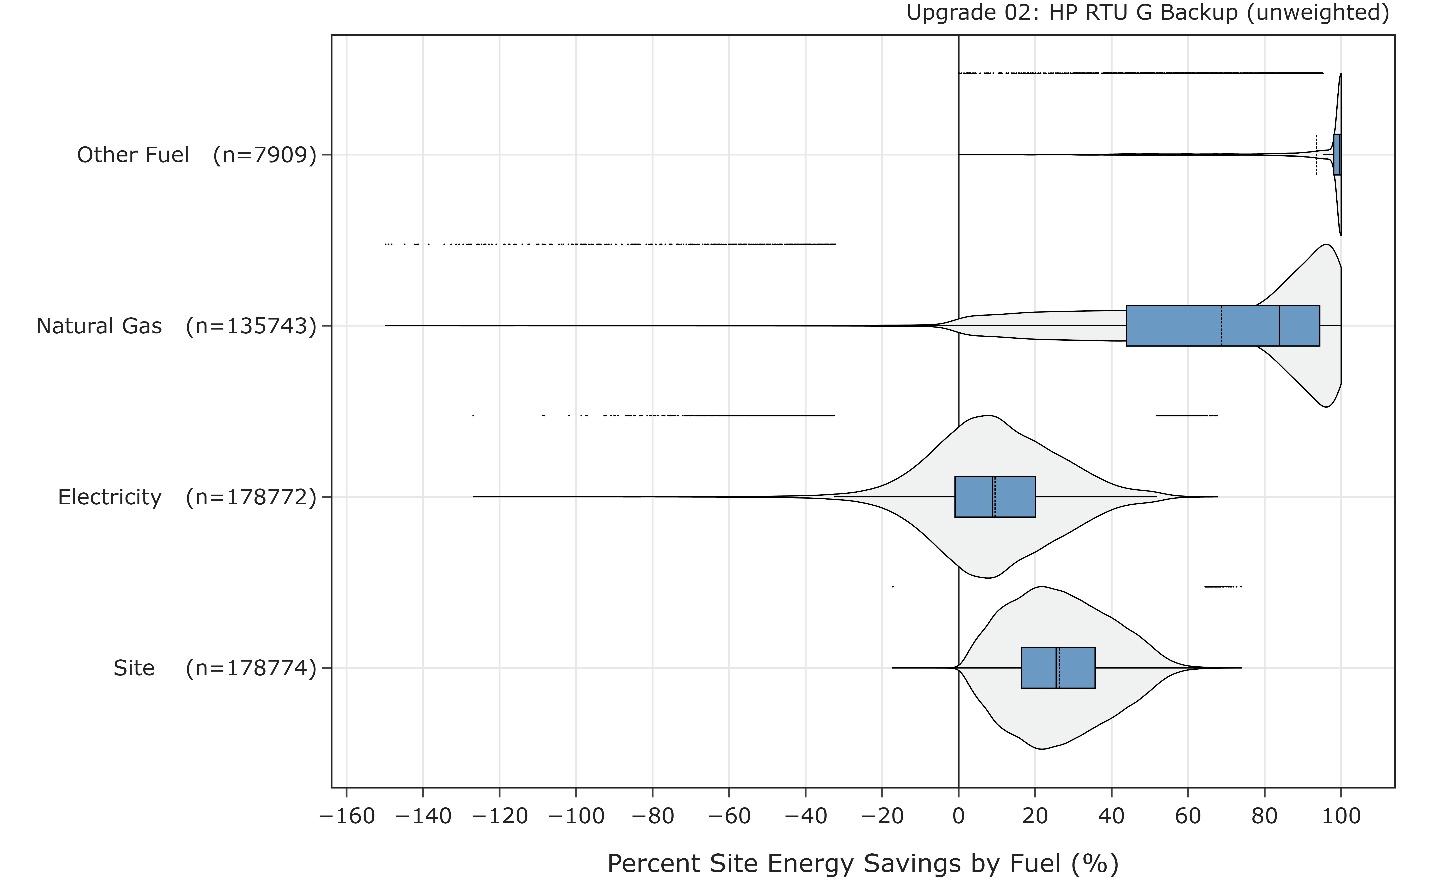 Upgrade 02: HP RTU G Backup (unweighted)
Other Fuel (n=7909)
Natural Gas (n=135743)
Electricity (n=178772)
Site (n=178774)
−160 −140 −120 −100 −80 −60 −40 −20 0 20 40 60 80 100
Percent Site Energy Savings by Fuel (%)